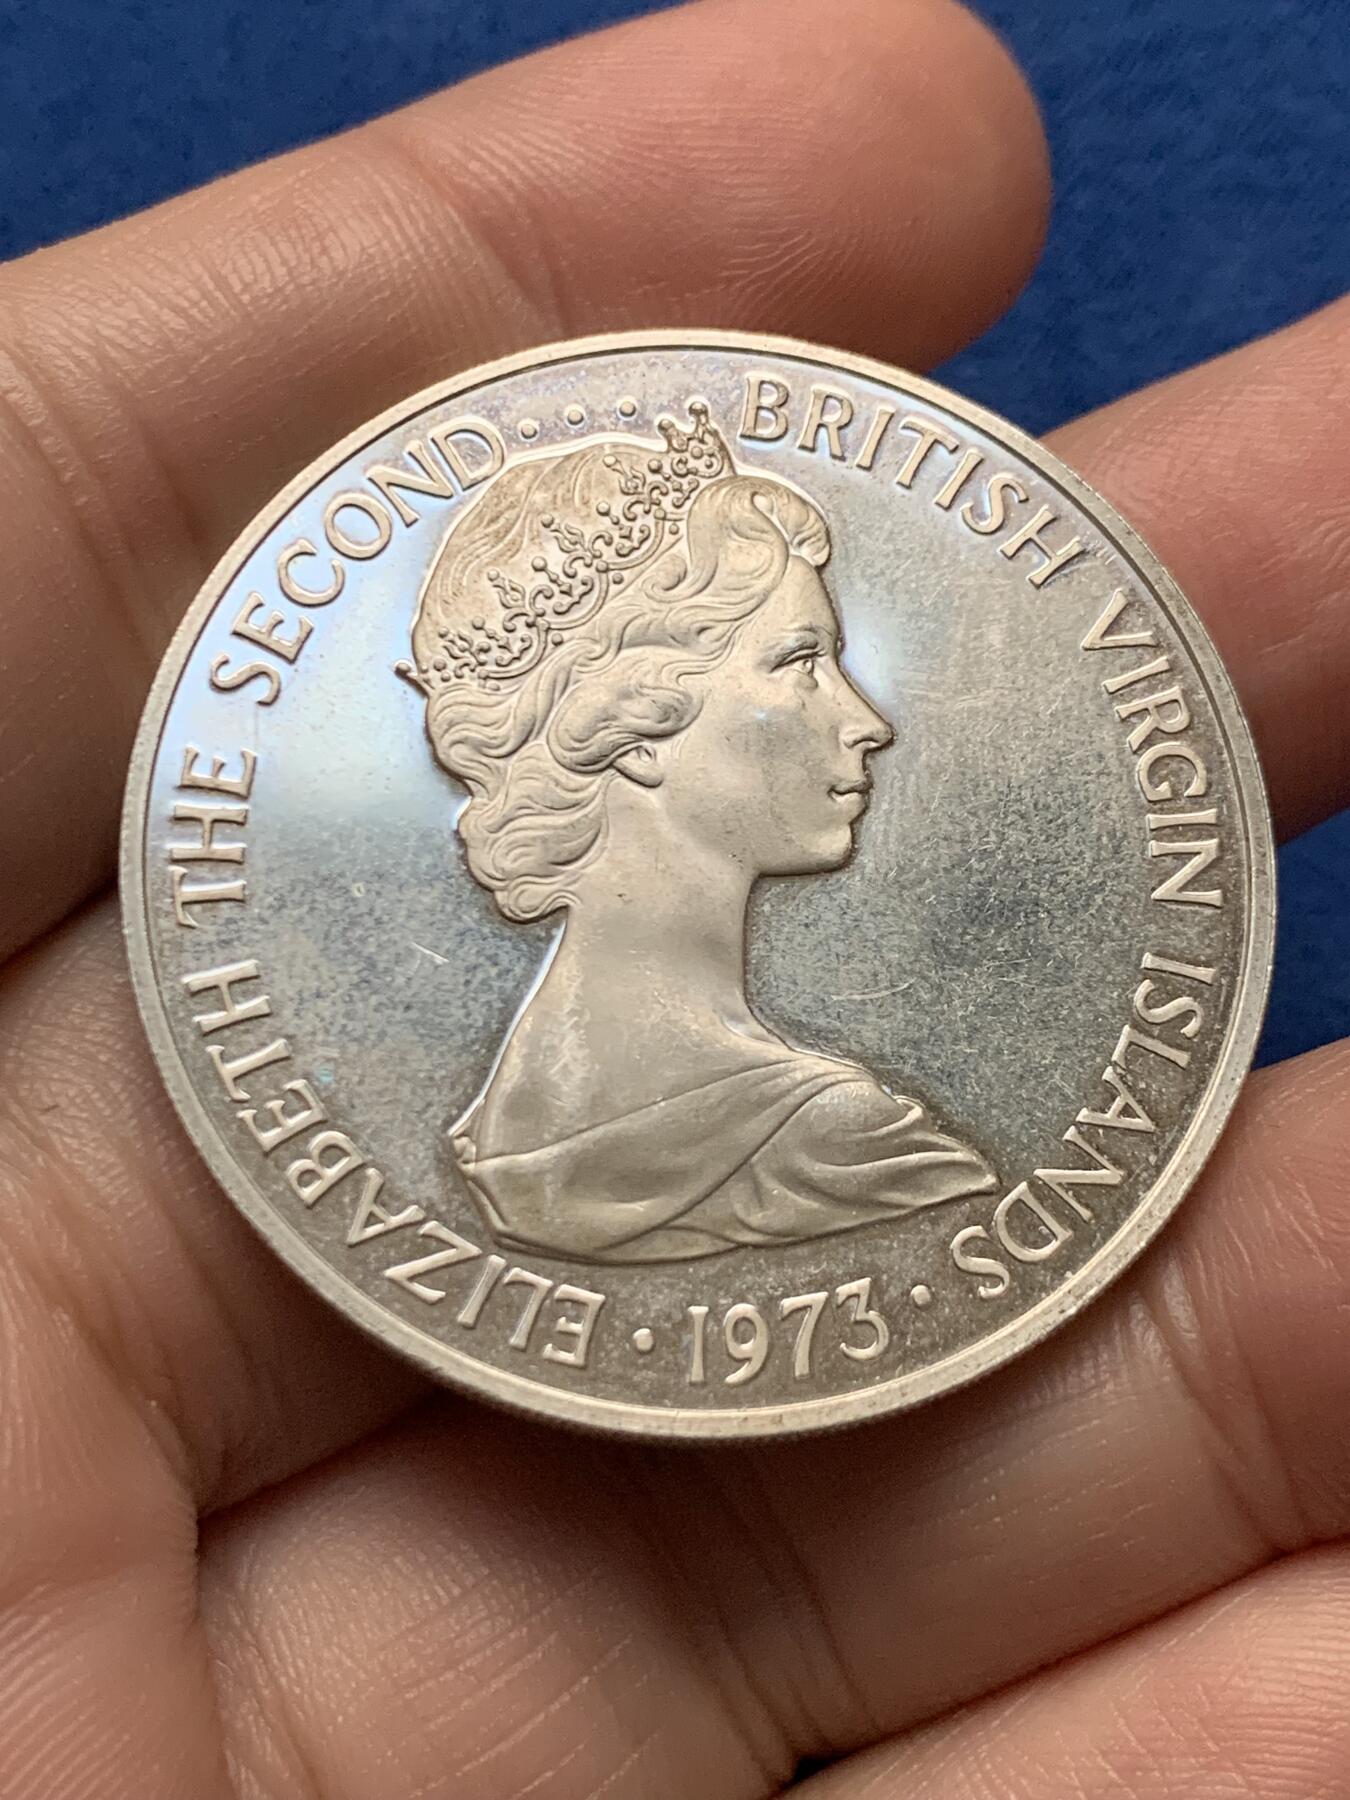 ELIZABETH THE SECOND · · · BRITISH VIRGIN ISLANDS
· 1973 ·